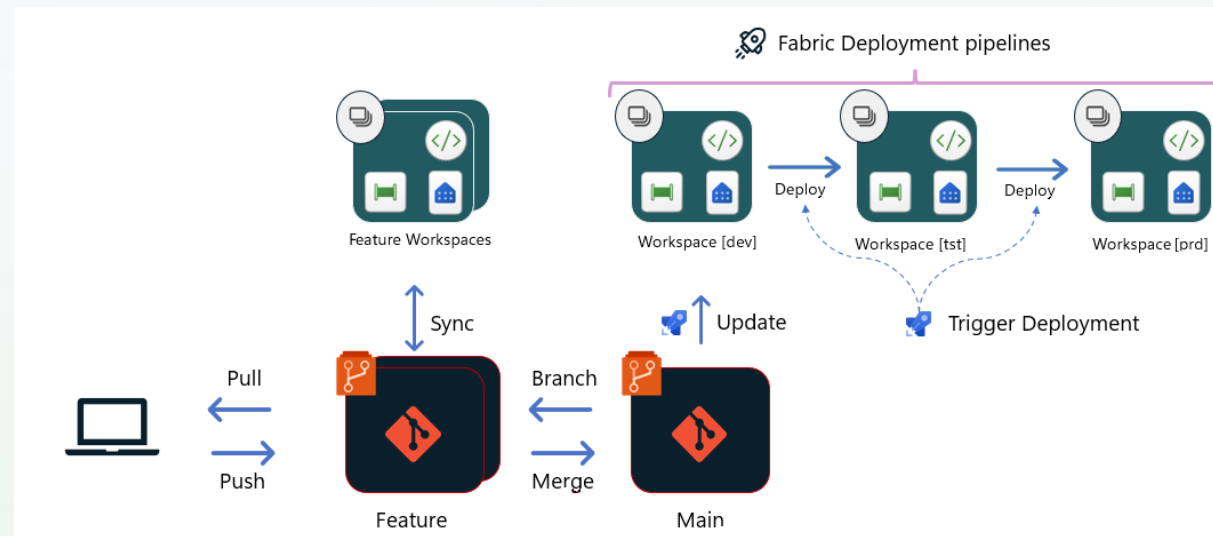 Fabric Deployment pipelines
</>
</>
</>
</>
Deploy
Deploy
Feature Workspaces
Workspace [dev]
Workspace [tst]
Workspace [prd]
Sync
Update
Trigger Deployment
Pull
Branch
Push
Merge
Feature
Main